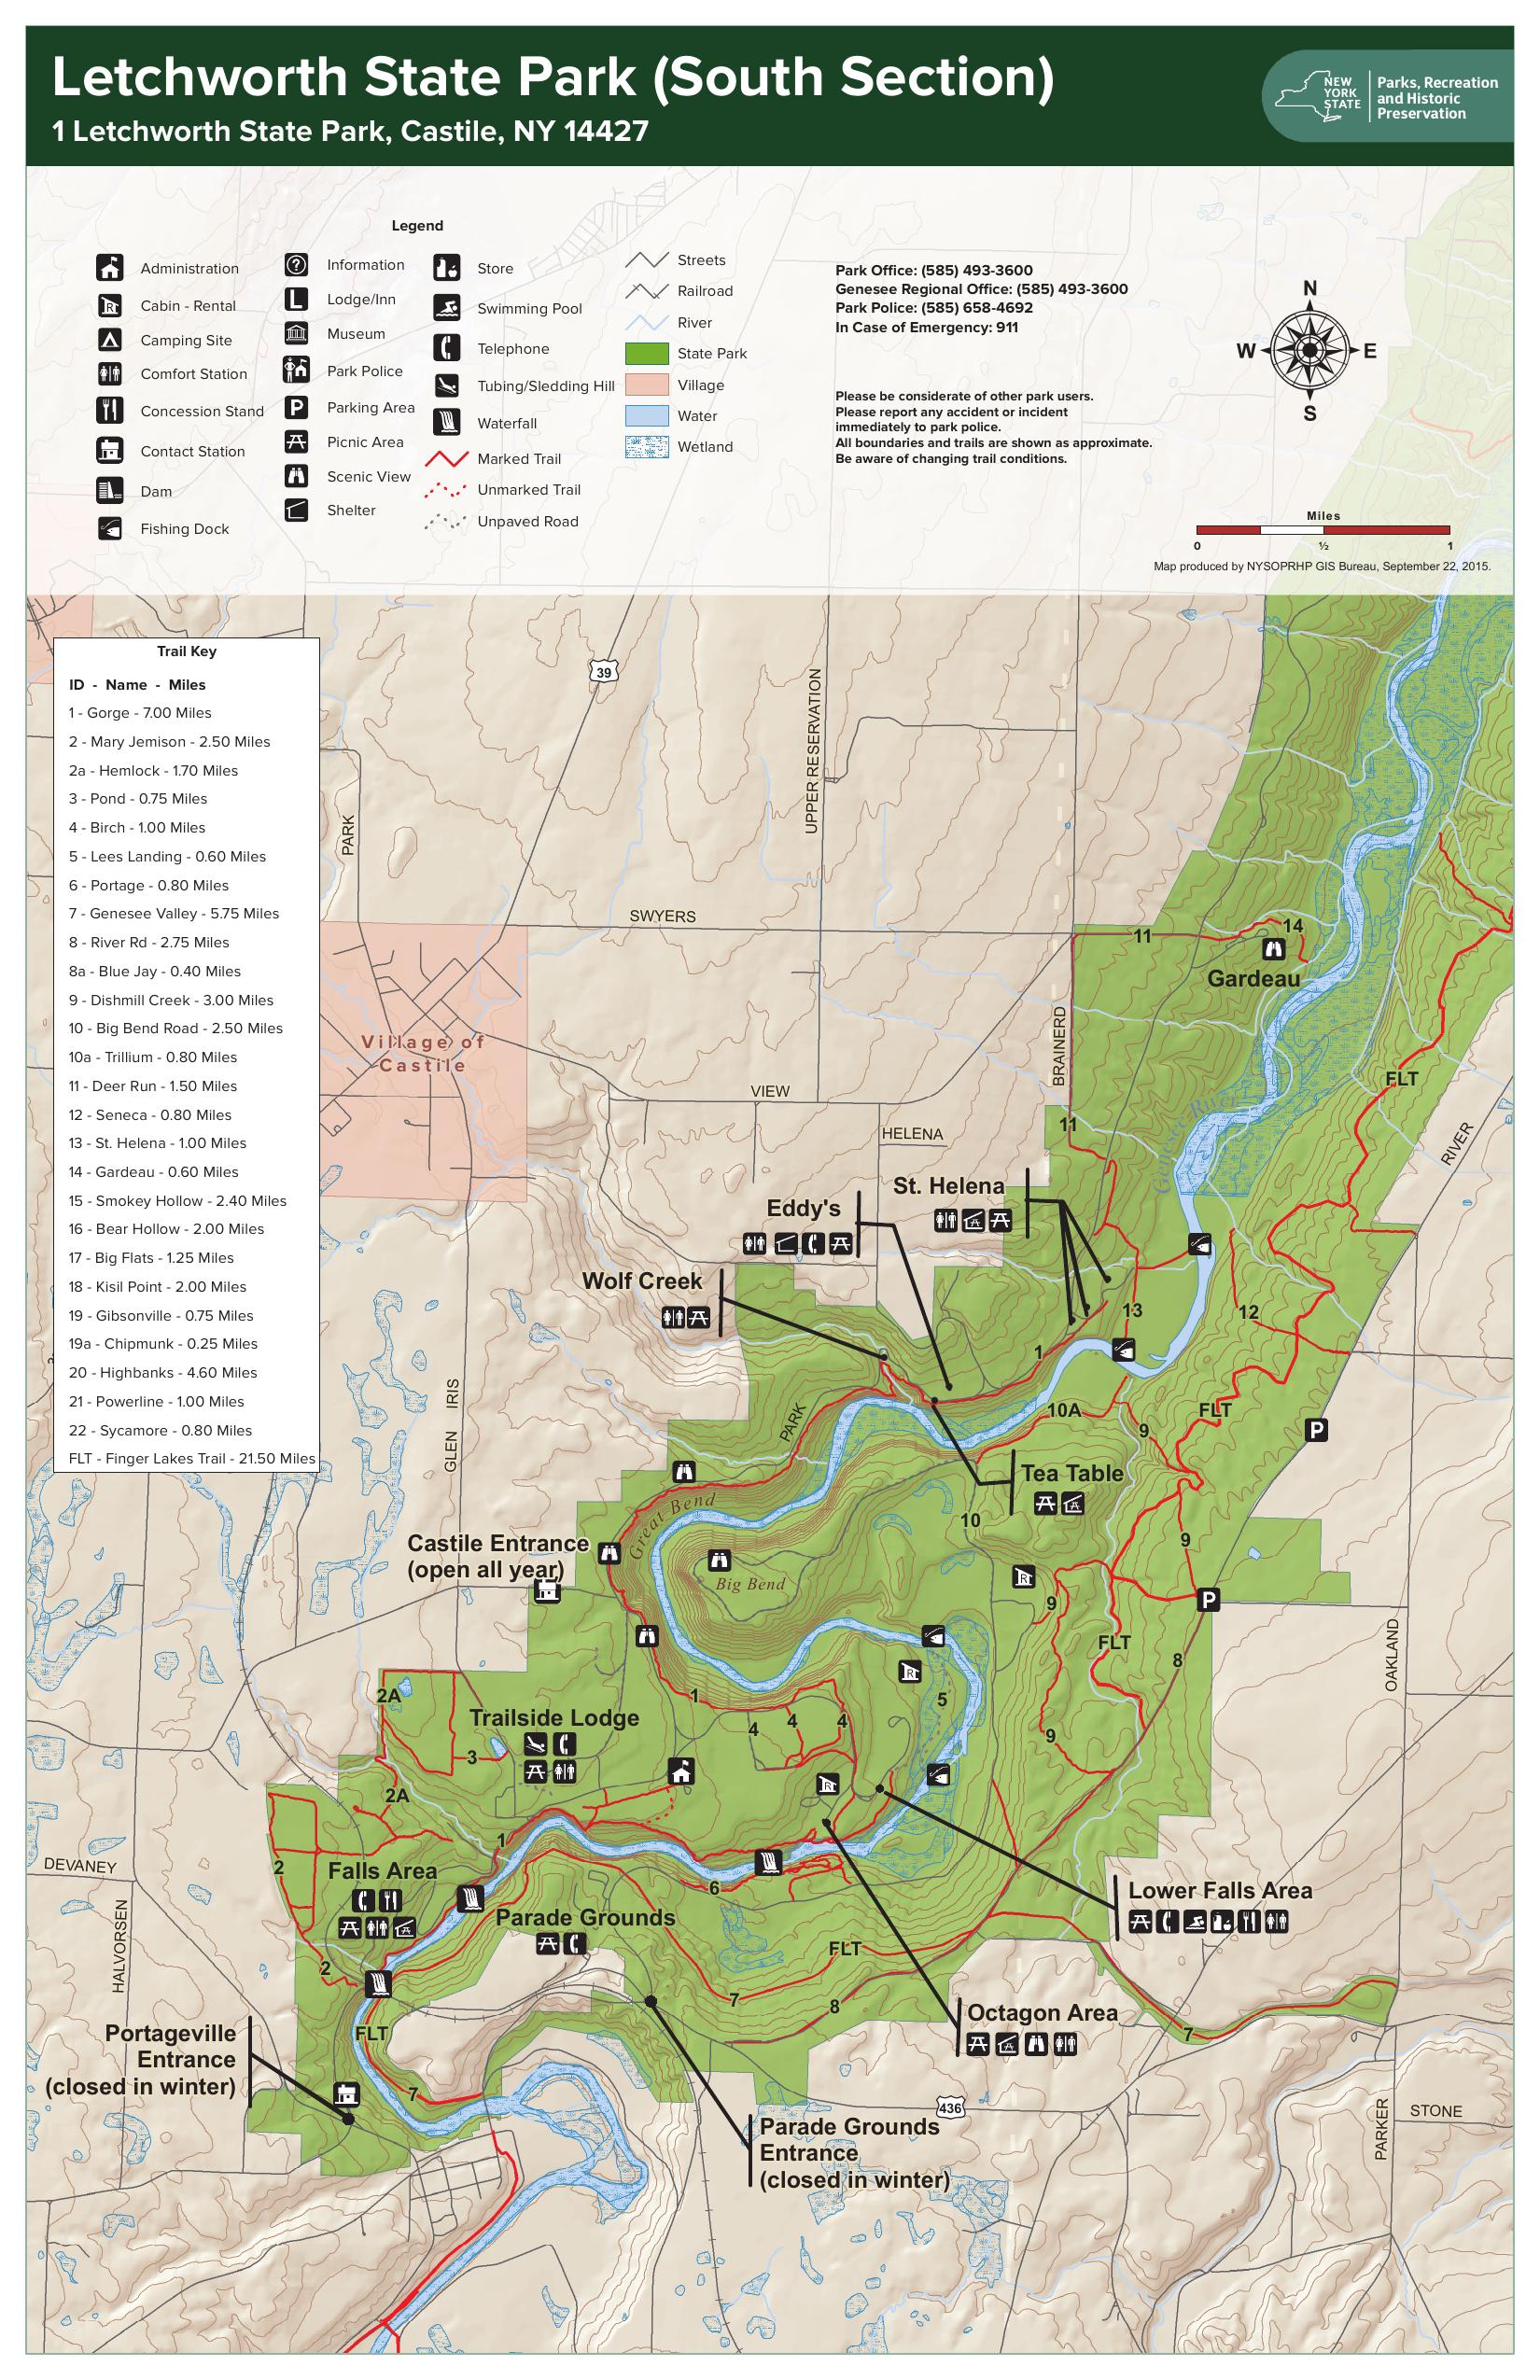 Letchworth State Park (South Section)
1 Letchworth State Park, Castile, NY 14427
NEW
YORK
STATE
Parks, Recreation
and Historic
Preservation
Legend
Administration
Cabin - Rental
Camping Site
Comfort Station
Concession Stand
Contact Station
Dam
Fishing Dock
Information
Lodge/Inn
Museum
Park Police
Parking Area
Picnic Area
Scenic View
Shelter
Store
Swimming Pool
Telephone
Tubing/Sledding Hill
Waterfall
Marked Trail
Unmarked Trail
Unpaved Road
Streets
Railroad
River
State Park
Village
Water
Wetland
Park Office: (585) 493-3600
Genesee Regional Office: (585) 493-3600
Park Police: (585) 658-4692
In Case of Emergency: 911
Please be considerate of other park users.
Please report any accident or incident
immediately to park police.
All boundaries and trails are shown as approximate.
Be aware of changing trail conditions.
N
W
E
S
Miles
0
½
1
Map produced by NYSOPRHP GIS Bureau, September 22, 2015.
Trail Key
ID - Name - Miles
1 - Gorge - 7.00 Miles
2 - Mary Jemison - 2.50 Miles
2a - Hemlock - 1.70 Miles
3 - Pond - 0.75 Miles
4 - Birch - 1.00 Miles
5 - Lees Landing - 0.60 Miles
6 - Portage - 0.80 Miles
7 - Genesee Valley - 5.75 Miles
8 - River Rd - 2.75 Miles
8a - Blue Jay - 0.40 Miles
9 - Dishmill Creek - 3.00 Miles
10 - Big Bend Road - 2.50 Miles
10a - Trillium - 0.80 Miles
11 - Deer Run - 1.50 Miles
12 - Seneca - 0.80 Miles
13 - St. Helena - 1.00 Miles
14 - Gardeau - 0.60 Miles
15 - Smokey Hollow - 2.40 Miles
16 - Bear Hollow - 2.00 Miles
17 - Big Flats - 1.25 Miles
18 - Kisil Point - 2.00 Miles
19 - Gibsonville - 0.75 Miles
19a - Chipmunk - 0.25 Miles
20 - Highbanks - 4.60 Miles
21 - Powerline - 1.00 Miles
22 - Sycamore - 0.80 Miles
FLT - Finger Lakes Trail - 21.50 Miles
39
UPPER RESERVATION
PARK
SWYERS
11
14
Gardeau
BRAINERD
Village of
Castile
VIEW
FLT
HELENA
11
Genesee River
RIVER
St. Helena
Eddy's
Wolf Creek
13
12
1
GLEN IRIS
PARK
10A
FLT
9
P
Tea Table
Great Bend
10
Castile Entrance
(open all year)
9
Big Bend
R
P
9
FLT
OAKLAND
R
8
2A
1
5
Trailside Lodge
4
4
4
9
3
R
2A
1
2
DEVANEY
Falls Area
6
Lower Falls Area
Parade Grounds
HALVORSEN
FLT
2
7
8
Octagon Area
7
Portageville
Entrance
(closed in winter)
FLT
7
436
Parade Grounds
Entrance
(closed in winter)
PARKER
STONE